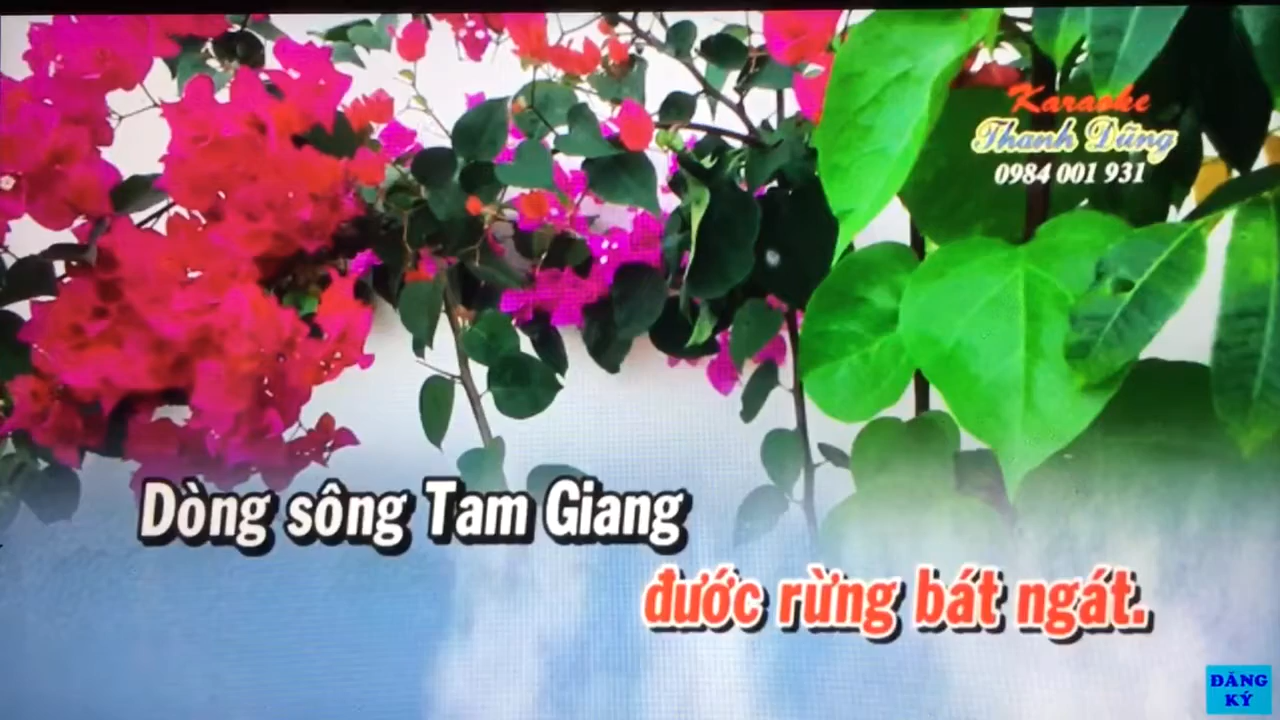 Karaoke
Thanh Dũng
0984 001 931
Dòng sông Tam Giang
đước rừng bát ngát.
ĐĂNG
KÝ